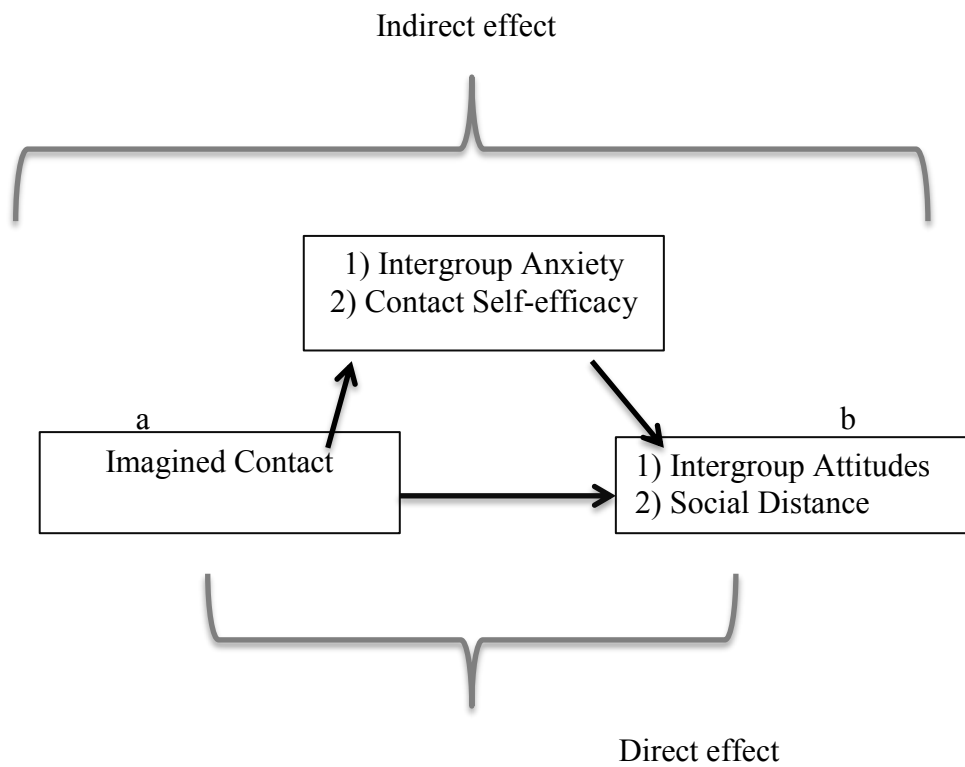 Indirect effect
1) Intergroup Anxiety
2) Contact Self-efficacy
a
b
Imagined Contact
1) Intergroup Attitudes
2) Social Distance
Direct effect